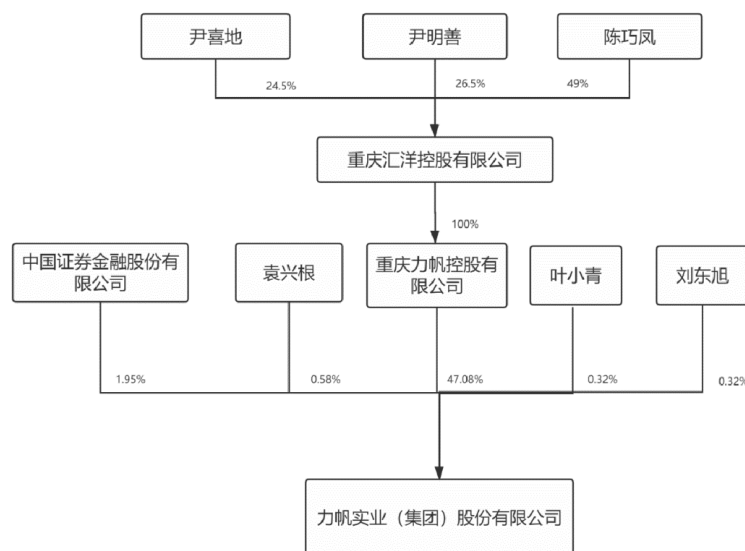 尹喜地
尹明善
陈巧凤
24.5%
26.5%
49%
重庆汇洋控股有限公司
100%
中国证券金融股份有
限公司
袁兴根
重庆力帆控股有
限公司
叶小青
刘东旭
1.95%
0.58%
47.08%
0.32%
0.32%
力帆实业（集团）股份有限公司